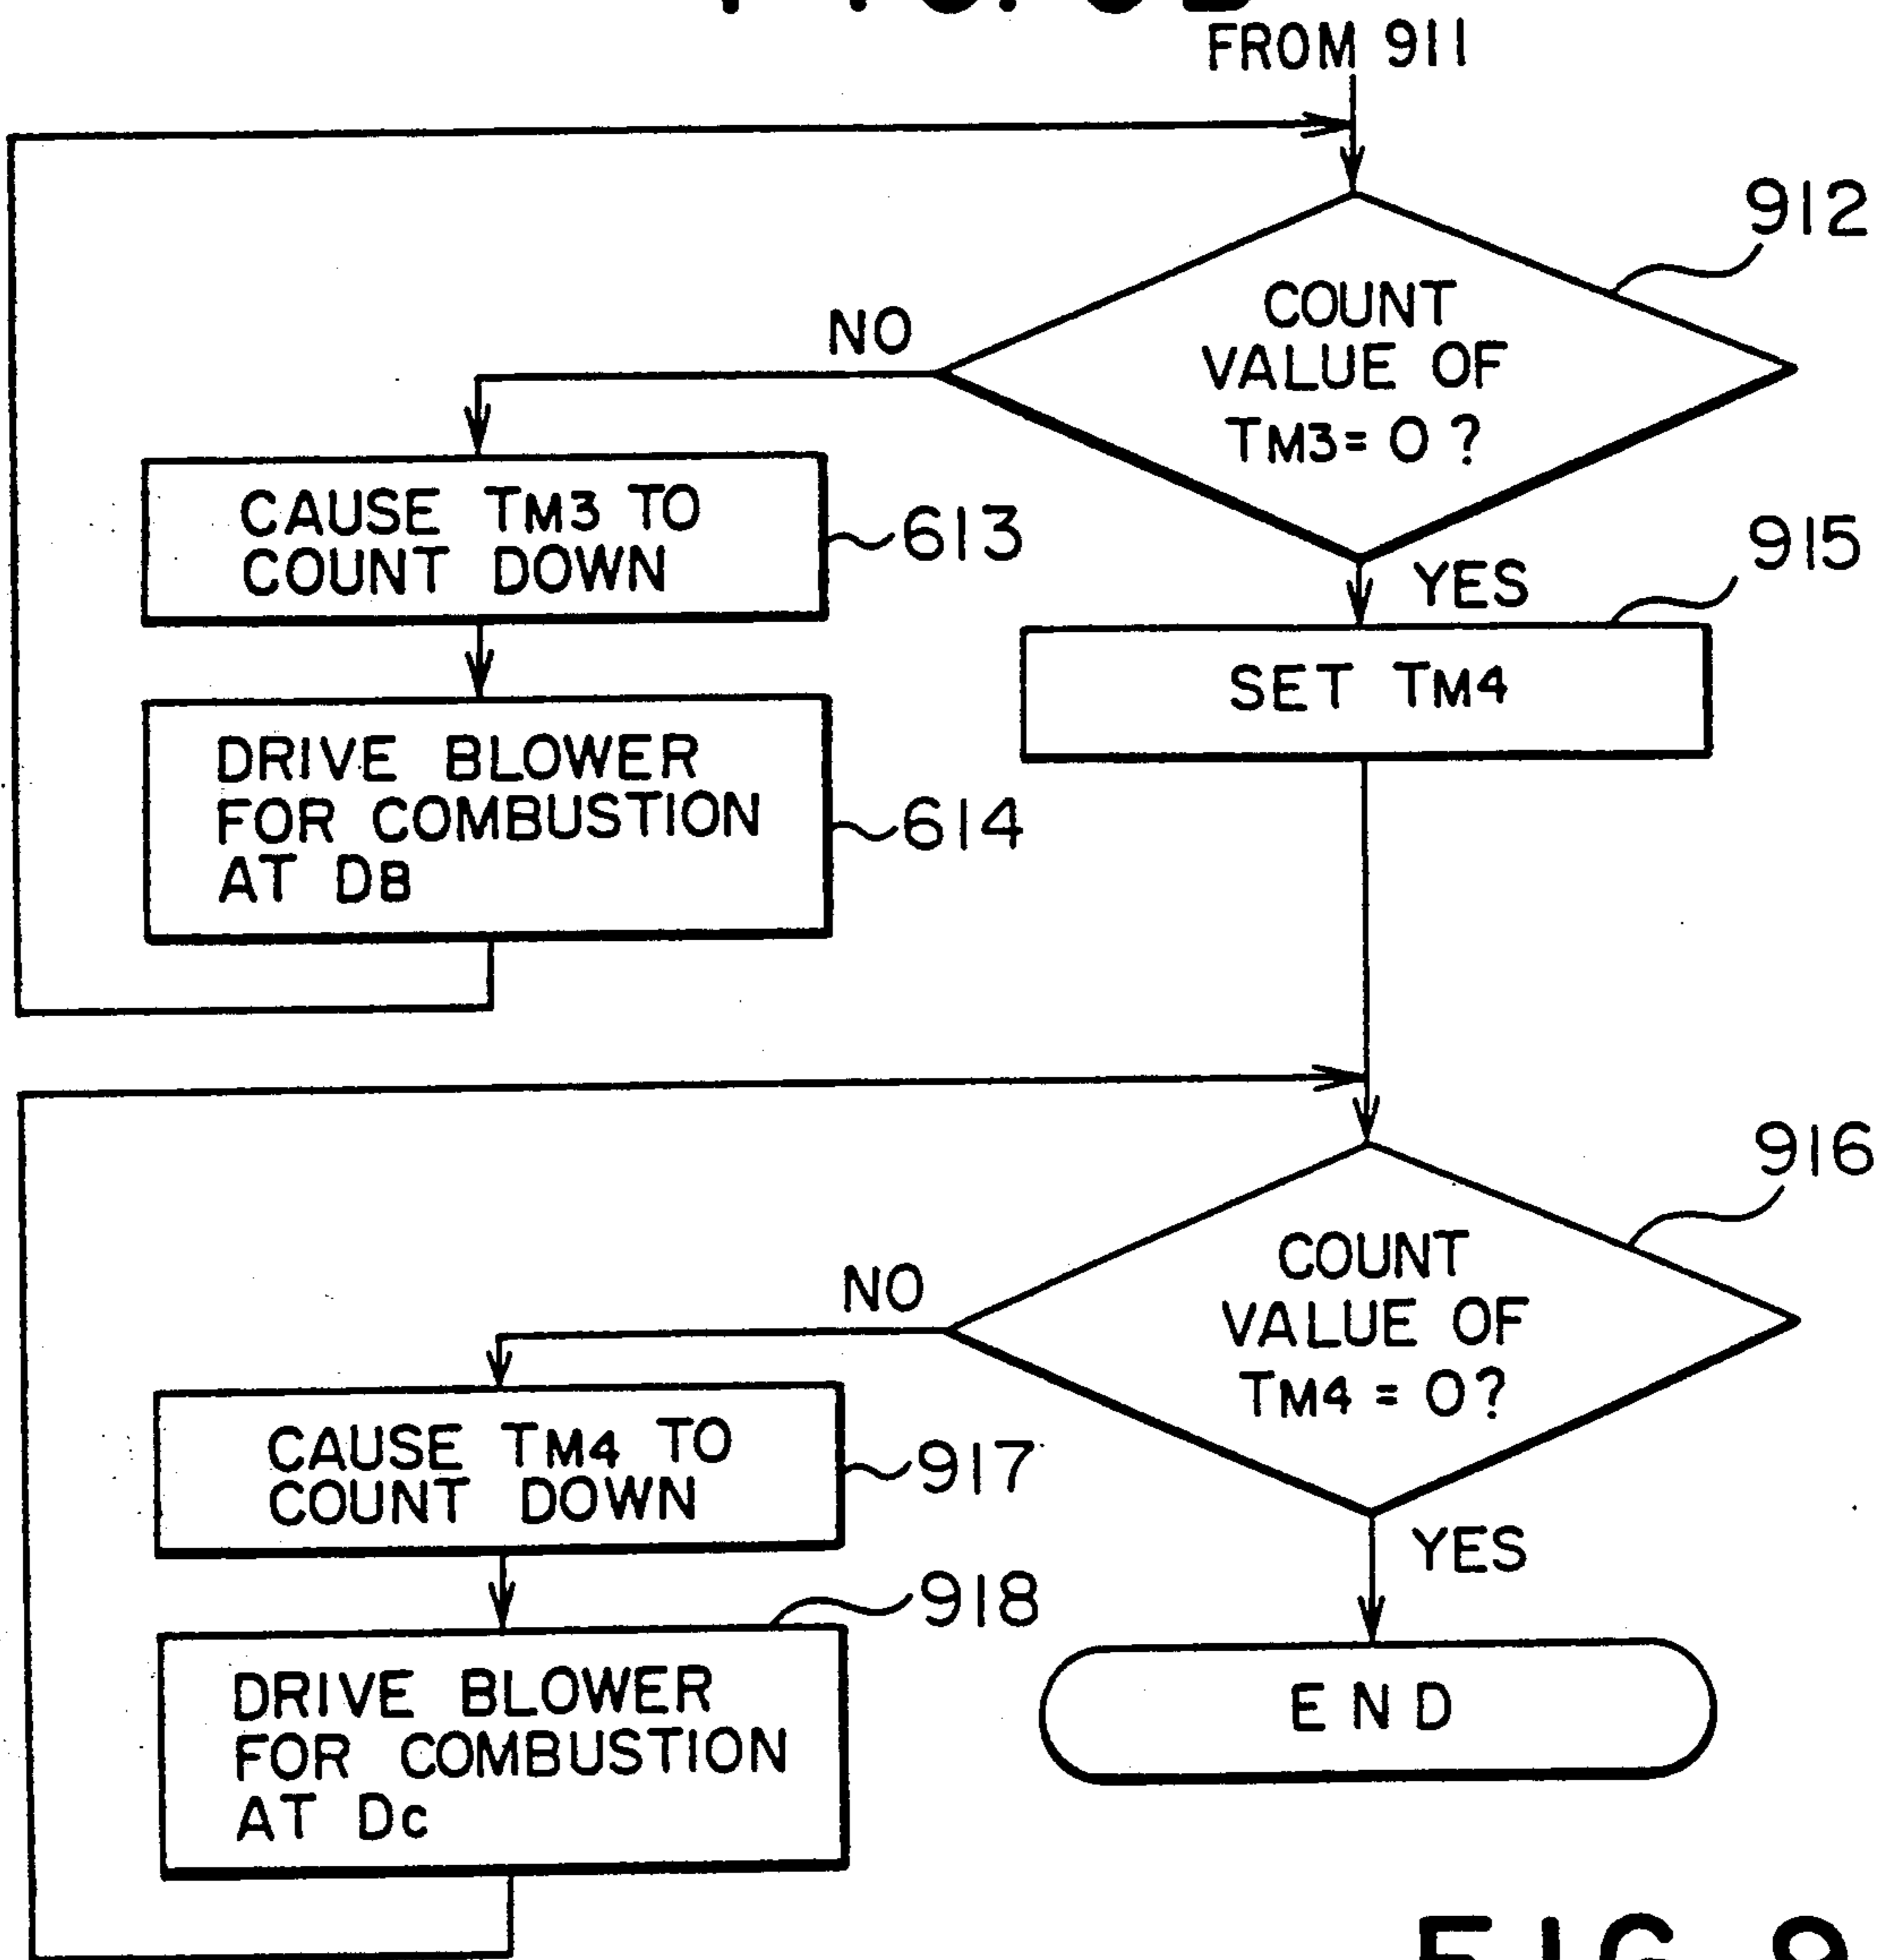 FROM 911
912
COUNT
VALUE OF
TM3 = 0 ?
NO
CAUSE TM3 TO
COUNT DOWN
613
YES
915
SET TM4
DRIVE BLOWER
FOR COMBUSTION
AT DB
614
916
COUNT
VALUE OF
TM4 = 0?
NO
CAUSE TM4 TO
COUNT DOWN
917
YES
918
DRIVE BLOWER
FOR COMBUSTION
AT DC
END